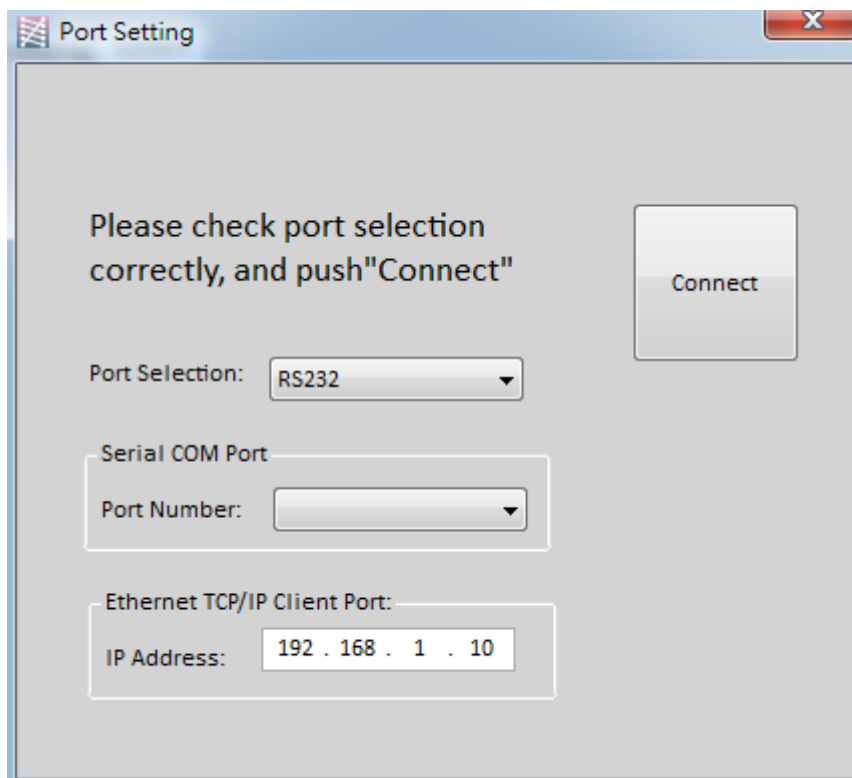 Port Setting
Please check port selection
correctly, and push"Connect"
Connect
Port Selection: RS232
Serial COM Port
Port Number:
Ethernet TCP/IP Client Port:
IP Address: 192 . 168 . 1 . 10